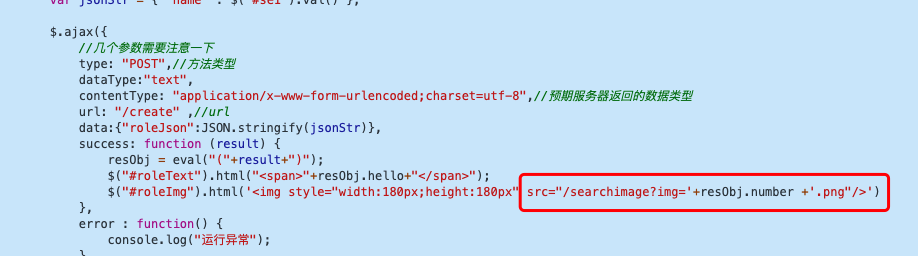 var jsonStr = { "name" : $("#sel").val() };
$.ajax({
//几个参数需要注意一下
type: "POST",//方法类型
dataType:"text",
contentType: "application/x-www-form-urlencoded;charset=utf-8",//预期服务器返回的数据类型
url: "/create" ,//url
data:{"roleJson":JSON.stringify(jsonStr)},
success: function (result) {
resObj = eval("("+result+")");
$("#roleText").html("<span>"+resObj.hello+"</span>");
$("#roleImg").html('<img style="width:180px;height:180px" src="/searchimage?img='+resObj.number +'.png"/>')
},
error : function() {
console.log("运行异常");
}